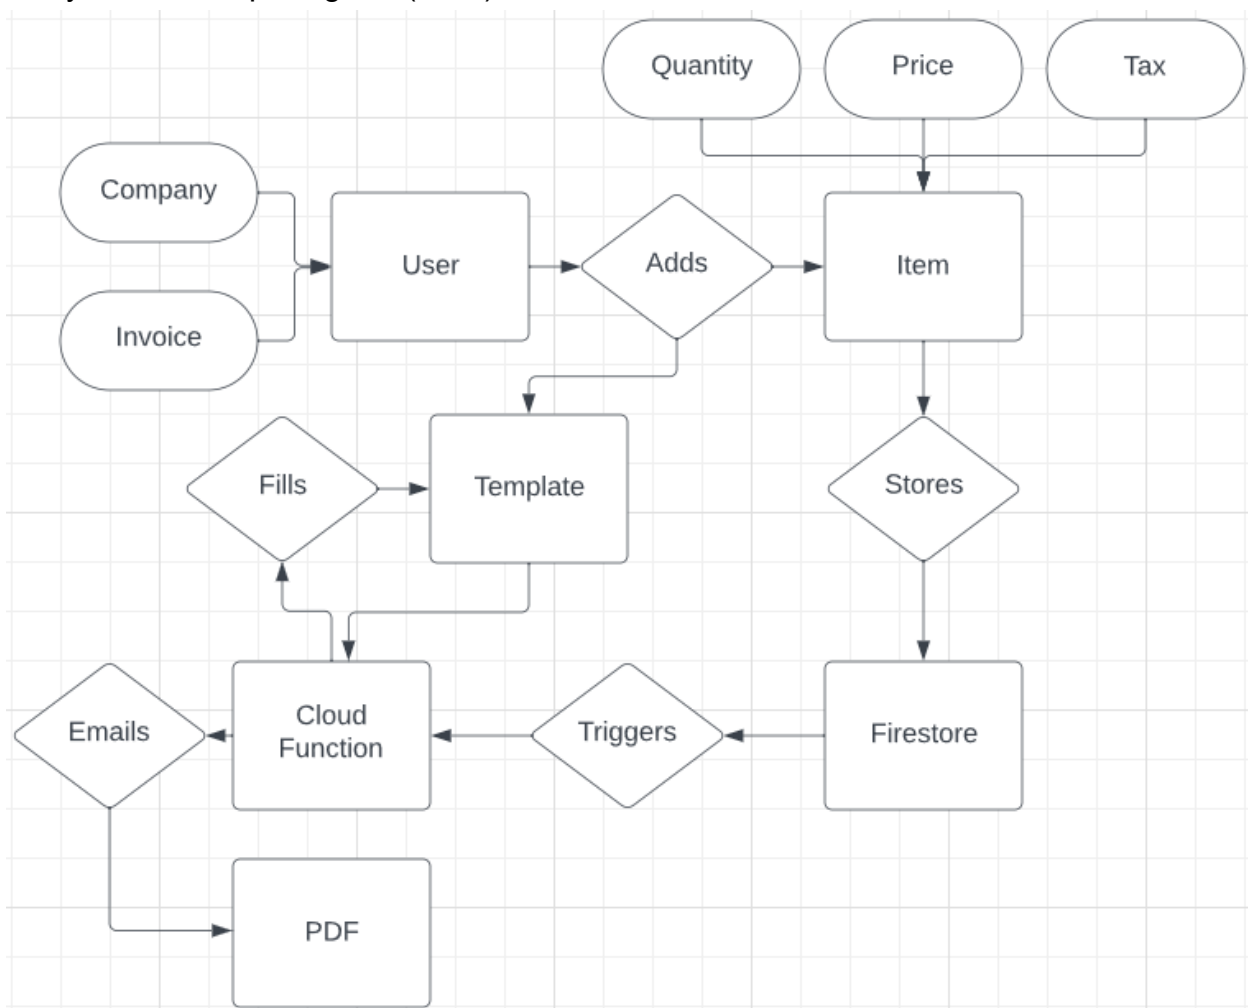 Quantity
Price
Tax
Company
Invoice
User
Adds
Item
Fills
Template
Stores
Emails
Cloud
Function
Triggers
Firestore
PDF